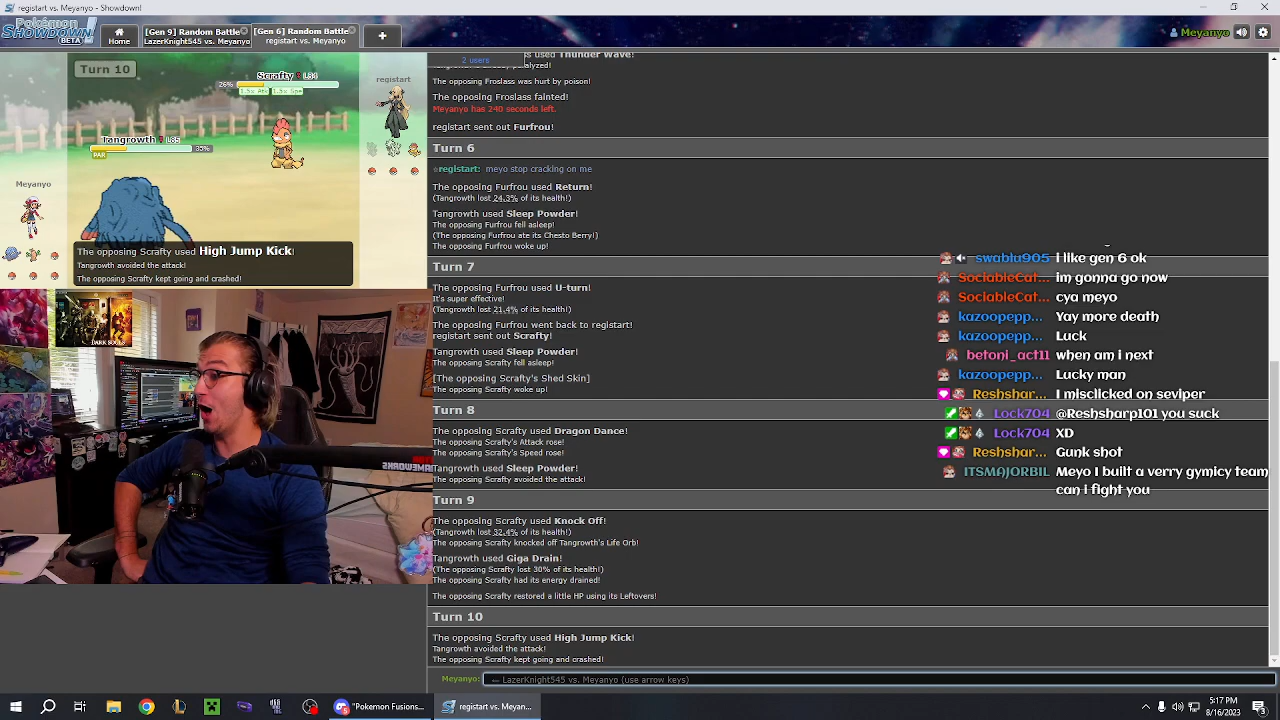 registart vs. Meyanyo - Showdown!
SHOWDOWN
BETA
Home
[Gen 9] Random Battle
LazerKnight545 vs. Meyanyo
[Gen 6] Random Battle
registart vs. Meyanyo
Meyanyo
Turn 10
Scrafty L84
26%
1.5× Atk 1.5× Spe
registart
Tangrowth L85
35%
PAR
Meyanyo
The opposing Scrafty used High Jump Kick!
Tangrowth avoided the attack!
The opposing Scrafty kept going and crashed!
DARK SOULS
2 users
used Thunder Wave!
The opposing Froslass was hurt by poison!
The opposing Froslass fainted!
Meyanyo has 240 seconds left.
registart sent out Furfrou!
Turn 6
☆registart: meyo stop cracking on me
The opposing Furfrou used Return!
(Tangrowth lost 24.3% of its health!)
Tangrowth used Sleep Powder!
The opposing Furfrou fell asleep!
(The opposing Furfrou ate its Chesto Berry!)
The opposing Furfrou woke up!
Turn 7
The opposing Furfrou used U-turn!
It's super effective!
(Tangrowth lost 21.4% of its health!)
The opposing Furfrou went back to registart!
registart sent out Scrafty!
Tangrowth used Sleep Powder!
The opposing Scrafty fell asleep!
[The opposing Scrafty's Shed Skin]
The opposing Scrafty woke up!
Turn 8
The opposing Scrafty used Dragon Dance!
The opposing Scrafty's Attack rose!
The opposing Scrafty's Speed rose!
Tangrowth used Sleep Powder!
The opposing Scrafty avoided the attack!
Turn 9
The opposing Scrafty used Knock Off!
(Tangrowth lost 32.4% of its health!)
The opposing Scrafty knocked off Tangrowth's Life Orb!
Tangrowth used Giga Drain!
(The opposing Scrafty lost 30% of its health!)
The opposing Scrafty had its energy drained!
The opposing Scrafty restored a little HP using its Leftovers!
Turn 10
The opposing Scrafty used High Jump Kick!
Tangrowth avoided the attack!
The opposing Scrafty kept going and crashed!
Meyanyo: LazerKnight545 vs. Meyanyo (use arrow keys)
swablu905 i like gen 6 ok
SociableCat... im gonna go now
SociableCat... cya meyo
kazoopepp... Yay more death
kazoopepp... Luck
betoni_act11 when am i next
kazoopepp... Lucky man
Reshshar... I misclicked on seviper
Lock704 @Reshsharp101 you suck
Lock704 XD
Reshshar... Gunk shot
ITSMAJORBIL Meyo I built a verry gymicy team
can i fight you
"Pokemon Fusions...
registart vs. Meyan...
5:17 PM
8/16/2023